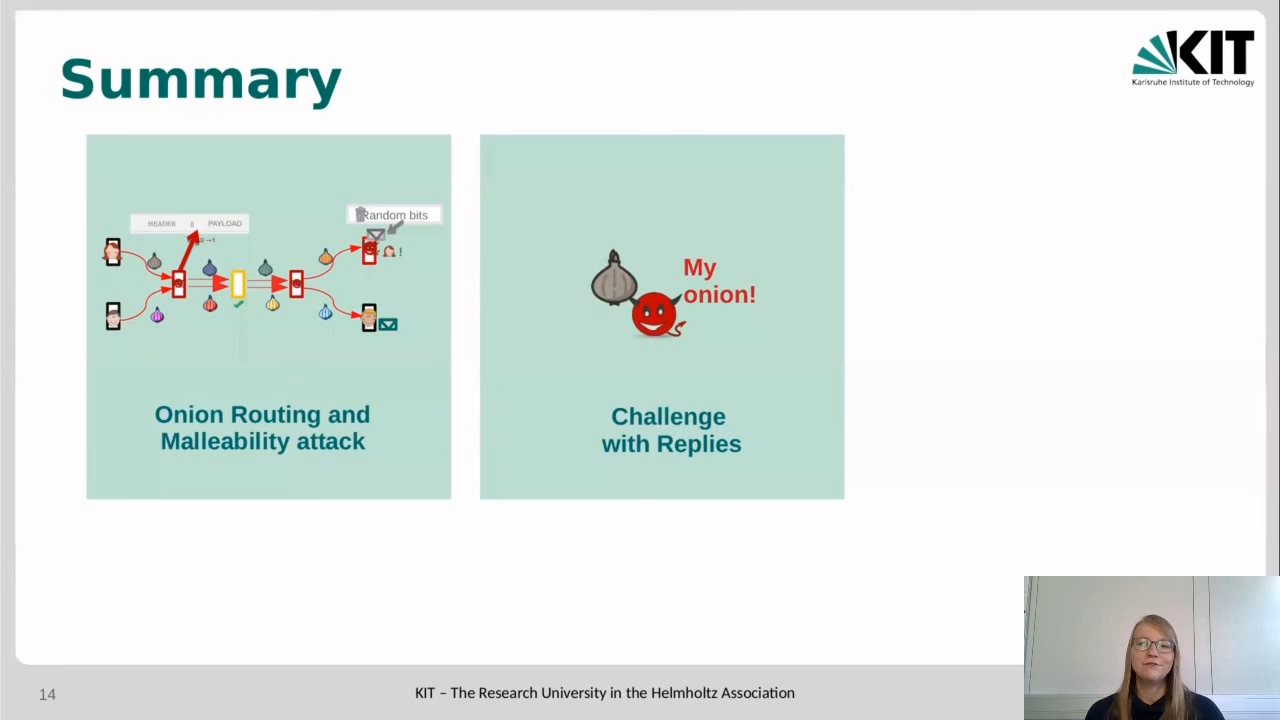 Summary
KIT
Karlsruhe Institute of Technology
HEADER || PAYLOAD
Random bits
!
My
onion!
Onion Routing and
Malleability attack
Challenge
with Replies
14
KIT – The Research University in the Helmholtz Association